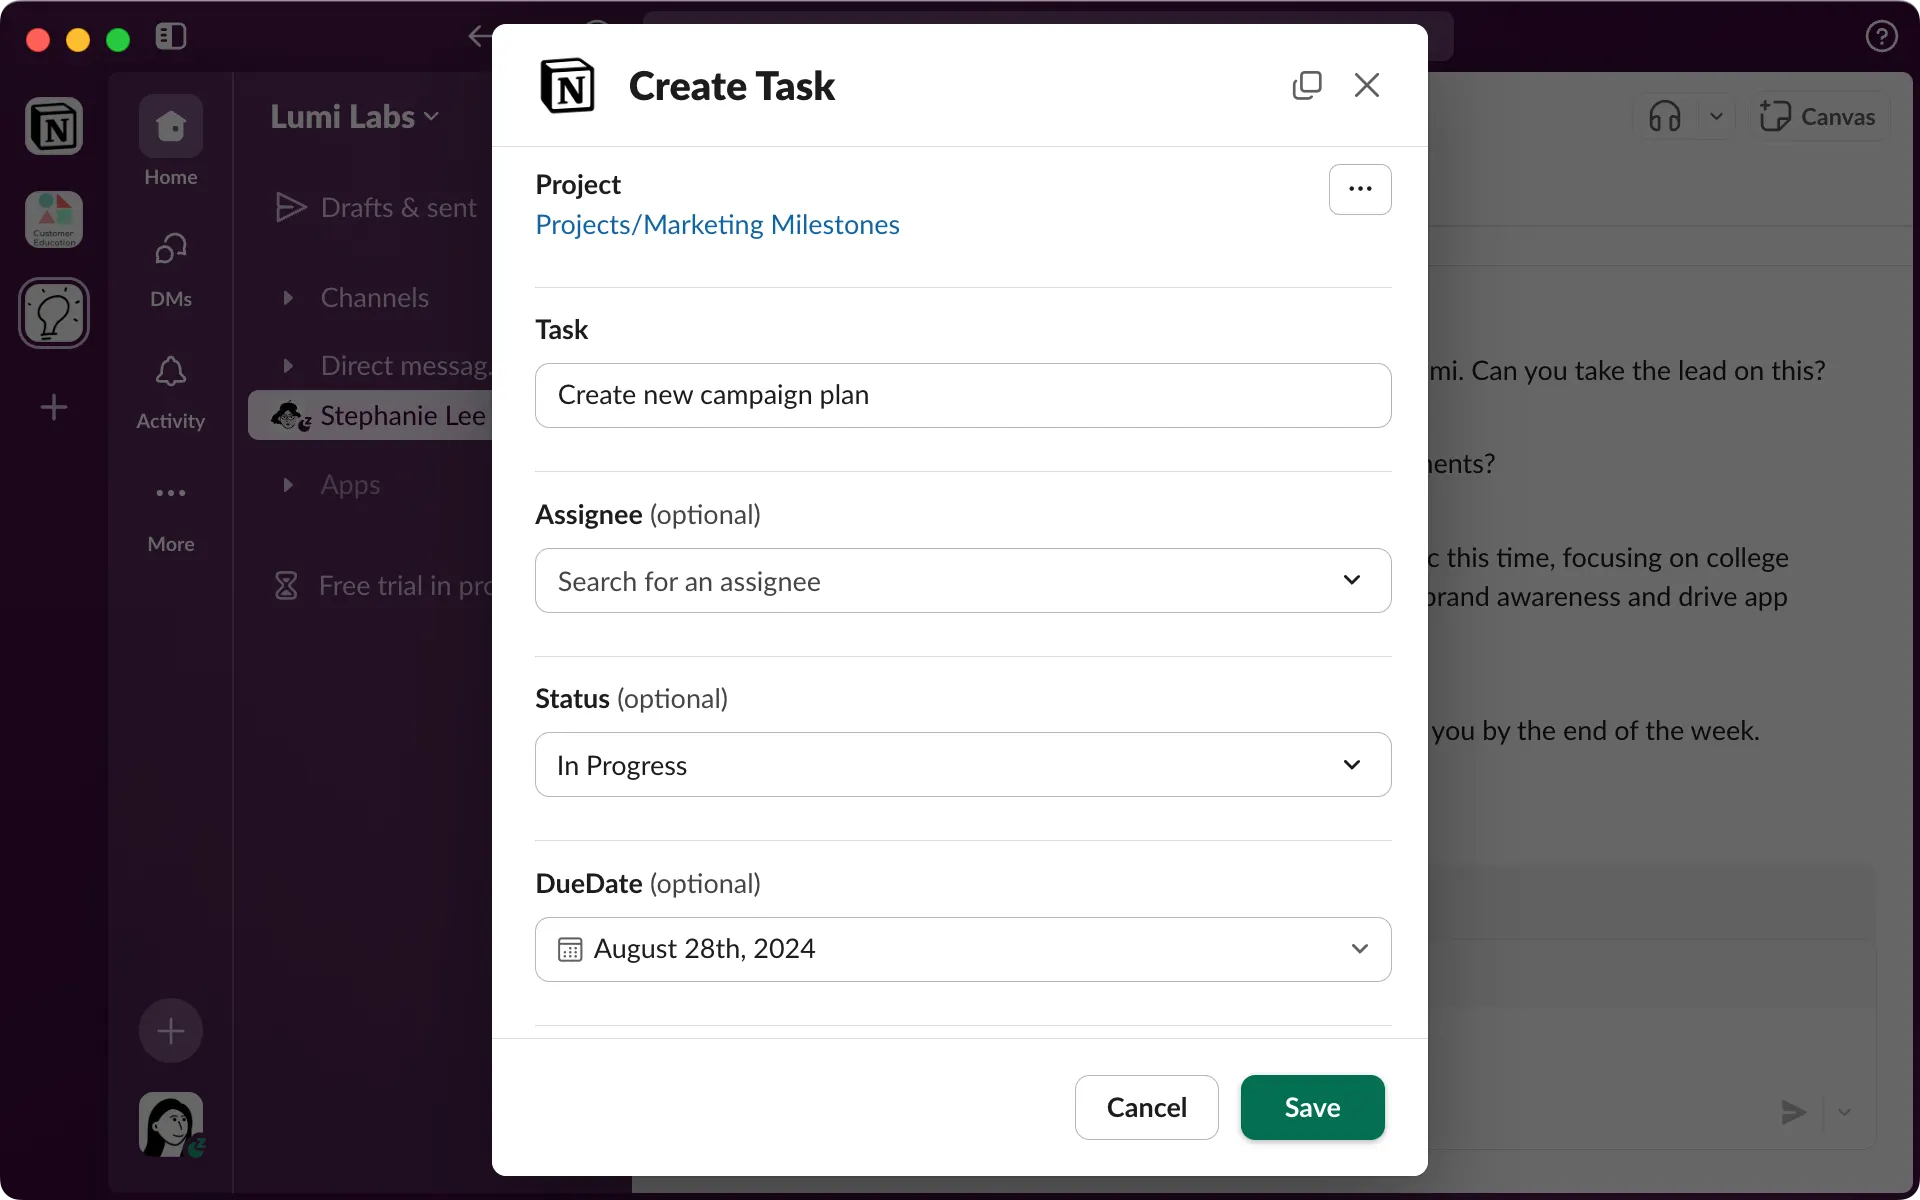 Lumi Labs
Home
DMs
Activity
More
Customer
Education
Drafts & sent
Channels
Direct messag.
Stephanie Lee
Apps
Free trial in pro
N
Create Task
Project
Projects/Marketing Milestones
Task
Create new campaign plan
Assignee (optional)
Search for an assignee
Status (optional)
In Progress
DueDate (optional)
August 28th, 2024
Cancel
Save
Canvas
mi. Can you take the lead on this?
ents?
c this time, focusing on college
brand awareness and drive app
you by the end of the week.